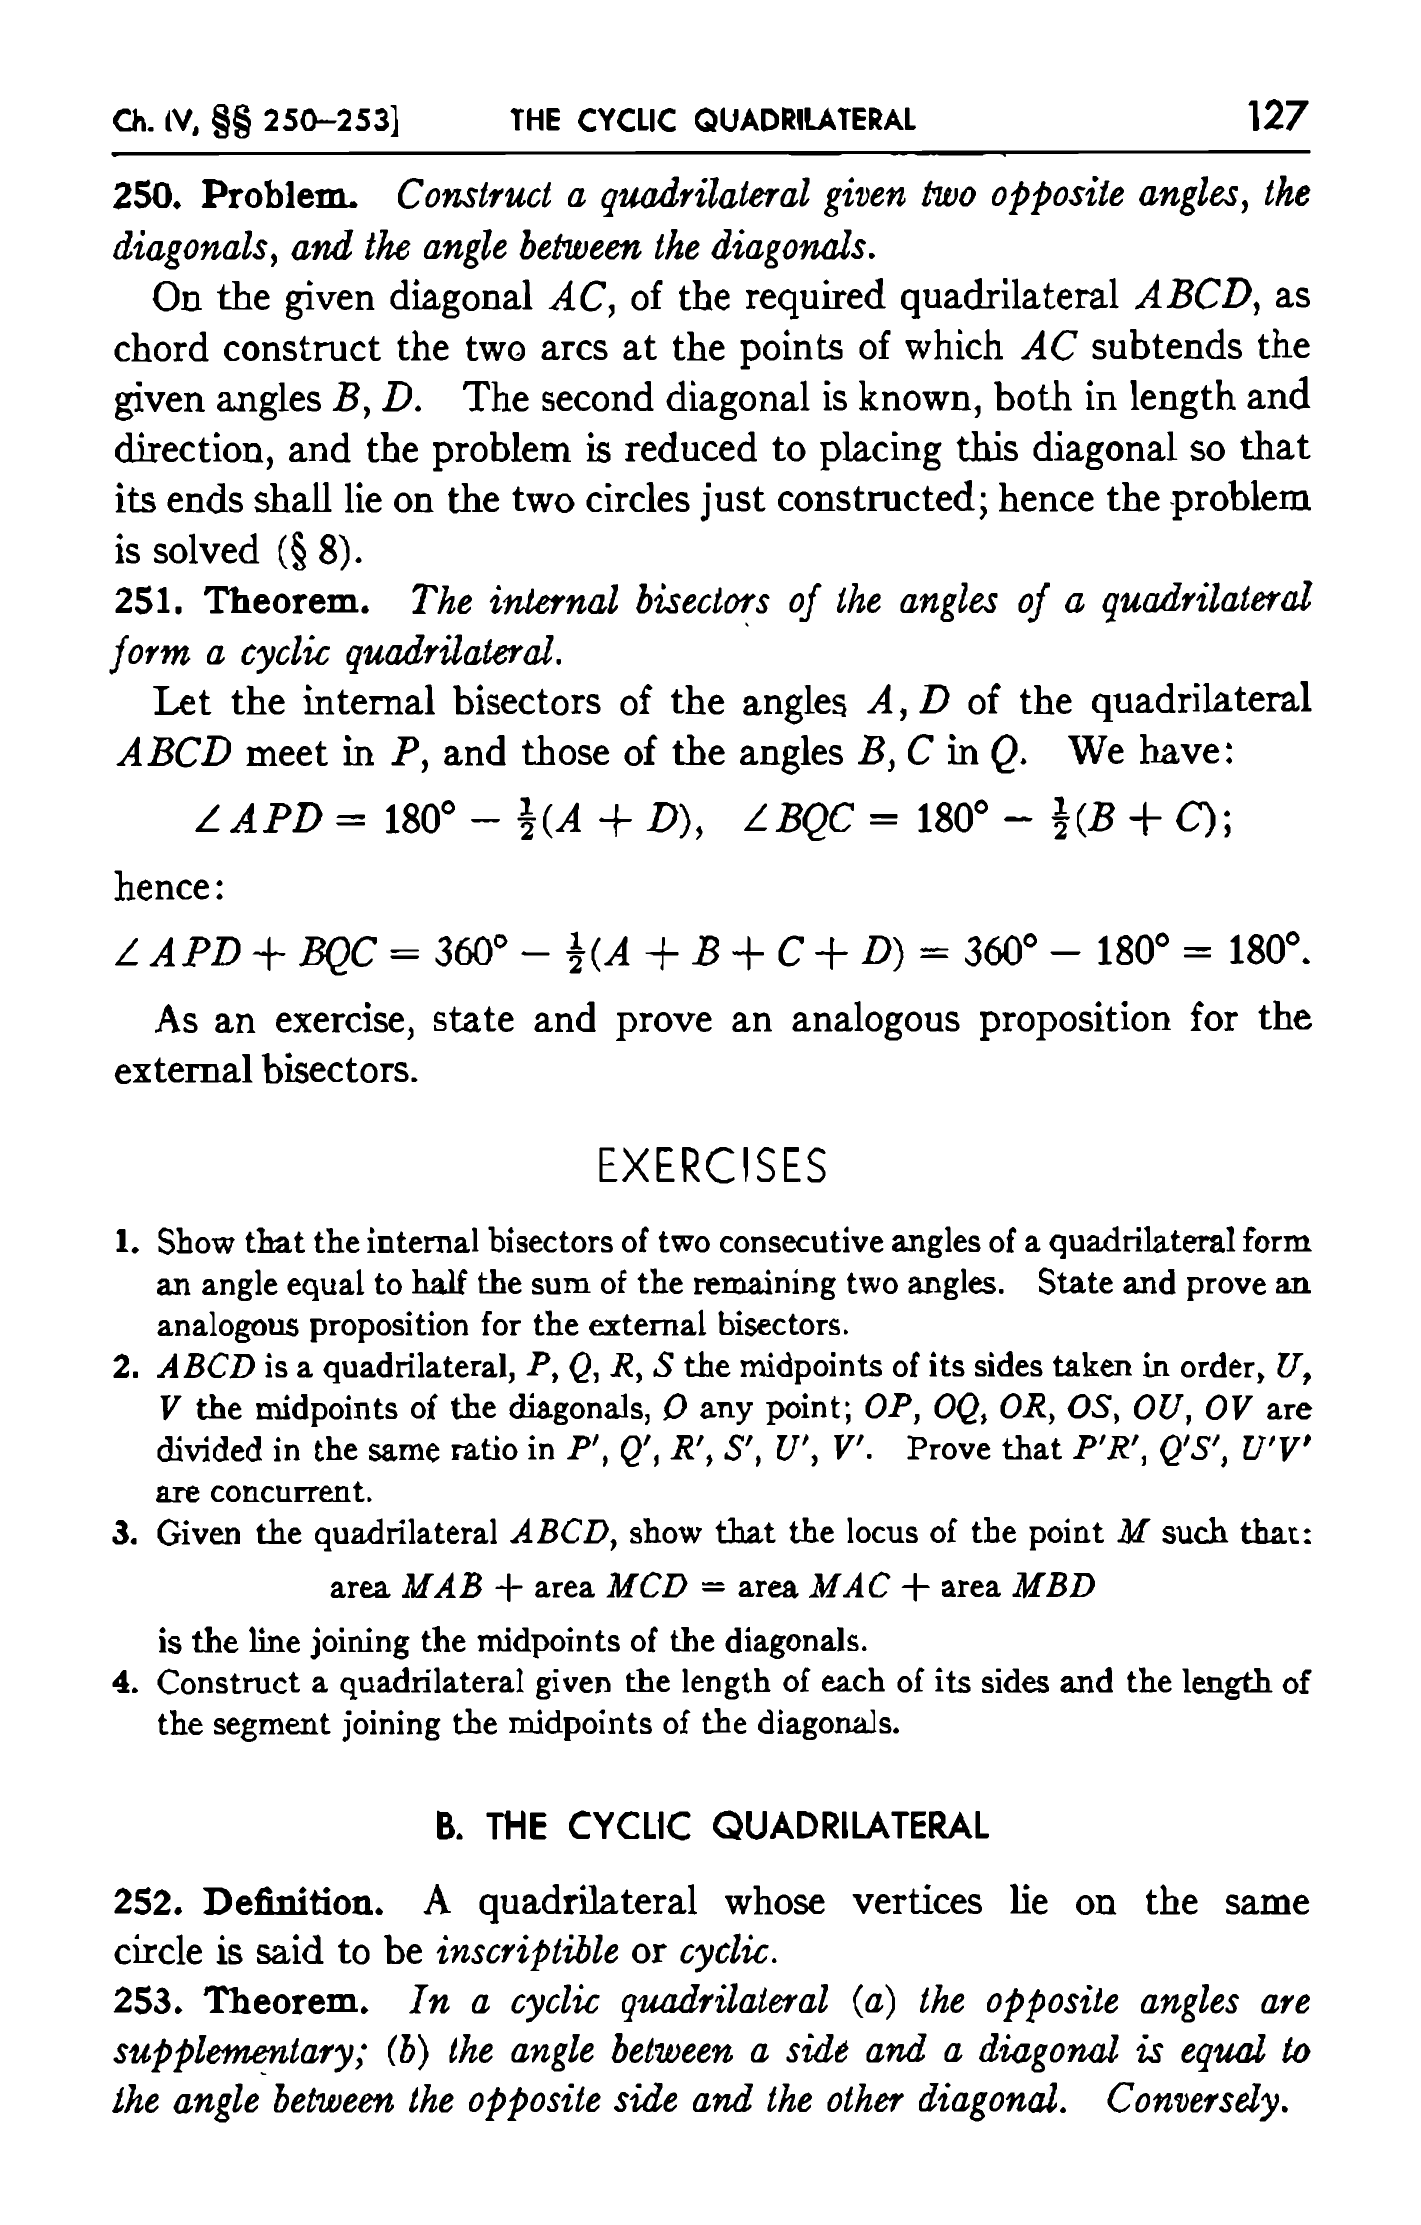 Ch. IV, §§ 250–253] THE CYCLIC QUADRILATERAL 127
250. Problem. Construct a quadrilateral given two opposite angles, the
diagonals, and the angle between the diagonals.
On the given diagonal AC, of the required quadrilateral ABCD, as
chord construct the two arcs at the points of which AC subtends the
given angles B, D. The second diagonal is known, both in length and
direction, and the problem is reduced to placing this diagonal so that
its ends shall lie on the two circles just constructed; hence the problem
is solved (§ 8).
251. Theorem. The internal bisectors of the angles of a quadrilateral
form a cyclic quadrilateral.
Let the internal bisectors of the angles A, D of the quadrilateral
ABCD meet in P, and those of the angles B, C in Q. We have:
∠APD = 180° − ½(A + D), ∠BQC = 180° − ½(B + C);
hence:
∠APD + BQC = 360° − ½(A + B + C + D) = 360° − 180° = 180°.
As an exercise, state and prove an analogous proposition for the
external bisectors.
EXERCISES
1. Show that the internal bisectors of two consecutive angles of a quadrilateral form
an angle equal to half the sum of the remaining two angles. State and prove an
analogous proposition for the external bisectors.
2. ABCD is a quadrilateral, P, Q, R, S the midpoints of its sides taken in order, U,
V the midpoints of the diagonals, O any point; OP, OQ, OR, OS, OU, OV are
divided in the same ratio in P', Q', R', S', U', V'. Prove that P'R', Q'S', U'V'
are concurrent.
3. Given the quadrilateral ABCD, show that the locus of the point M such that:
area MAB + area MCD = area MAC + area MBD
is the line joining the midpoints of the diagonals.
4. Construct a quadrilateral given the length of each of its sides and the length of
the segment joining the midpoints of the diagonals.
B. THE CYCLIC QUADRILATERAL
252. Definition. A quadrilateral whose vertices lie on the same
circle is said to be inscriptible or cyclic.
253. Theorem. In a cyclic quadrilateral (a) the opposite angles are
supplementary; (b) the angle between a side and a diagonal is equal to
the angle between the opposite side and the other diagonal. Conversely.